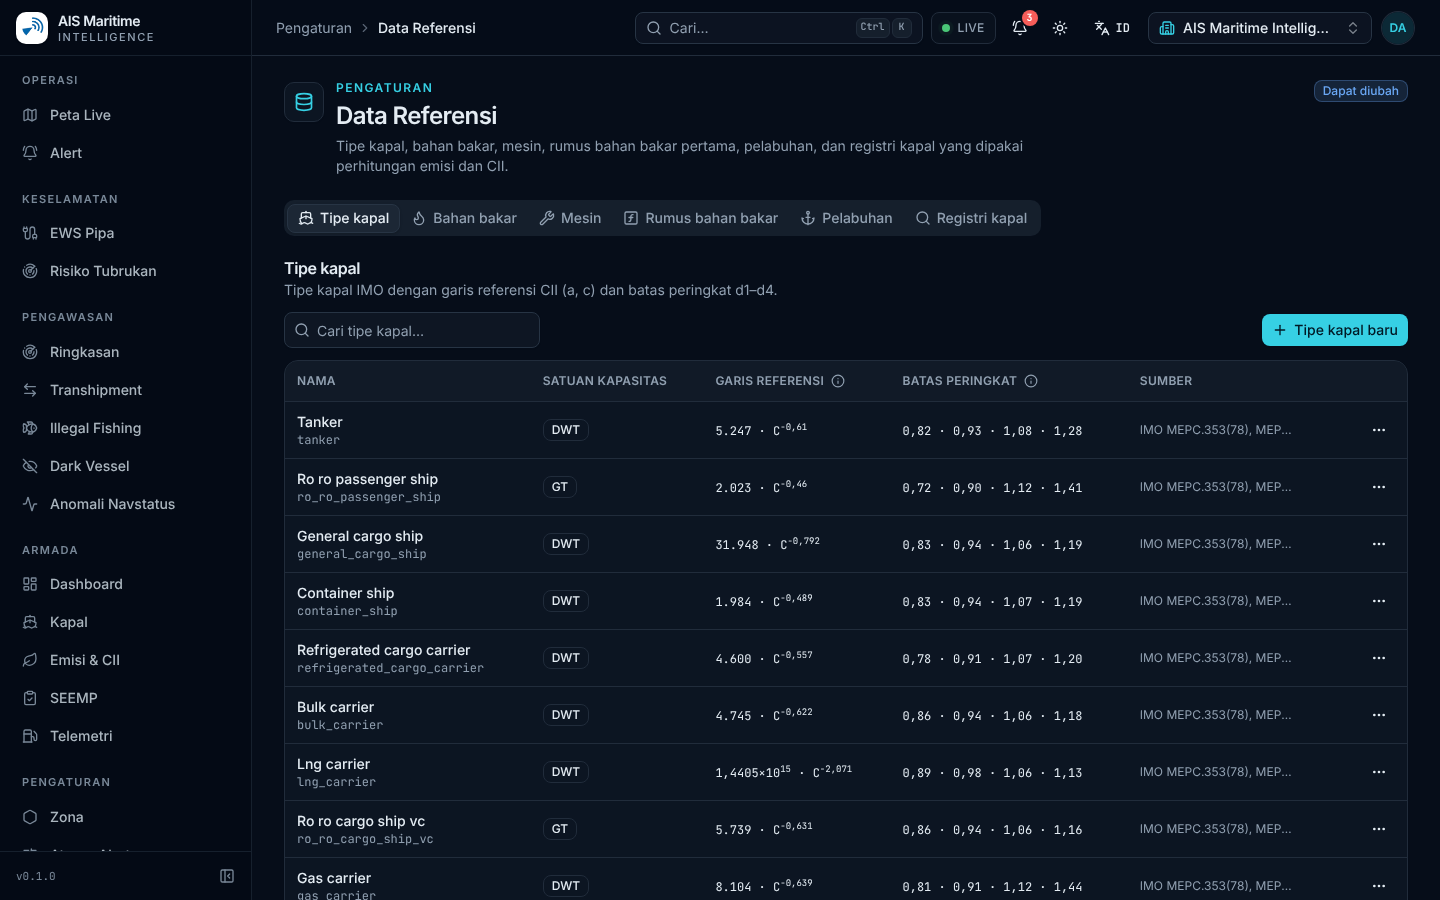 AIS Maritime
INTELLIGENCE
Pengaturan > Data Referensi
Cari... Ctrl K
LIVE
3
ID
AIS Maritime Intellig...
DA
OPERASI
Peta Live
Alert
KESELAMATAN
EWS Pipa
Risiko Tubrukan
PENGAWASAN
Ringkasan
Transhipment
Illegal Fishing
Dark Vessel
Anomali Navstatus
ARMADA
Dashboard
Kapal
Emisi & CII
SEEMP
Telemetri
PENGATURAN
Zona
v0.1.0
PENGATURAN
Data Referensi
Dapat diubah
Tipe kapal, bahan bakar, mesin, rumus bahan bakar pertama, pelabuhan, dan registri kapal yang dipakai
perhitungan emisi dan CII.
Tipe kapal Bahan bakar Mesin Rumus bahan bakar Pelabuhan Registri kapal
Tipe kapal
Tipe kapal IMO dengan garis referensi CII (a, c) dan batas peringkat d1–d4.
Cari tipe kapal...
+ Tipe kapal baru
NAMA SATUAN KAPASITAS GARIS REFERENSI BATAS PERINGKAT SUMBER
Tanker
tanker
DWT 5.247 · C⁻⁰,⁶¹ 0,82 · 0,93 · 1,08 · 1,28 IMO MEPC.353(78), MEP... ···
Ro ro passenger ship
ro_ro_passenger_ship
GT 2.023 · C⁻⁰,⁴⁶ 0,72 · 0,90 · 1,12 · 1,41 IMO MEPC.353(78), MEP... ···
General cargo ship
general_cargo_ship
DWT 31.948 · C⁻⁰,⁷⁹² 0,83 · 0,94 · 1,06 · 1,19 IMO MEPC.353(78), MEP... ···
Container ship
container_ship
DWT 1.984 · C⁻⁰,⁴⁸⁹ 0,83 · 0,94 · 1,07 · 1,19 IMO MEPC.353(78), MEP... ···
Refrigerated cargo carrier
refrigerated_cargo_carrier
DWT 4.600 · C⁻⁰,⁵⁵⁷ 0,78 · 0,91 · 1,07 · 1,20 IMO MEPC.353(78), MEP... ···
Bulk carrier
bulk_carrier
DWT 4.745 · C⁻⁰,⁶²² 0,86 · 0,94 · 1,06 · 1,18 IMO MEPC.353(78), MEP... ···
Lng carrier
lng_carrier
DWT 1,4405×10¹⁵ · C⁻²,⁰⁷¹ 0,89 · 0,98 · 1,06 · 1,13 IMO MEPC.353(78), MEP... ···
Ro ro cargo ship vc
ro_ro_cargo_ship_vc
GT 5.739 · C⁻⁰,⁶³¹ 0,86 · 0,94 · 1,06 · 1,16 IMO MEPC.353(78), MEP... ···
Gas carrier
gas_carrier
DWT 8.104 · C⁻⁰,⁶³⁹ 0,81 · 0,91 · 1,12 · 1,44 IMO MEPC.353(78), MEP... ···